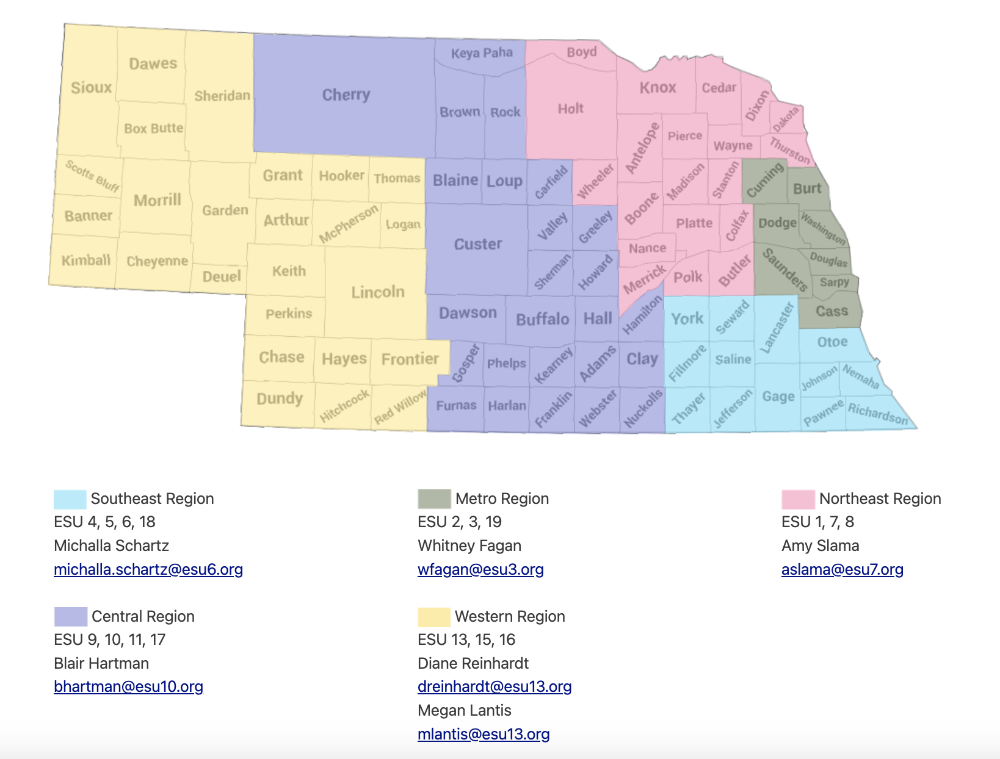 Boyd
Keya Paha
Dawes
Sioux
Sheridan
Cherry
Knox
Cedar
Dixon
Dakota
Brown
Rock
Holt
Box Butte
Antelope
Pierce
Wayne
Thurston
Scotts Bluff
Grant
Hooker
Thomas
Blaine
Loup
Garfield
Wheeler
Madison
Stanton
Cuming
Burt
Morrill
Garden
Banner
Arthur
McPherson
Logan
Custer
Valley
Greeley
Boone
Platte
Colfax
Dodge
Washington
Nance
Kimball
Cheyenne
Deuel
Keith
Lincoln
Sherman
Howard
Merrick
Polk
Butler
Saunders
Douglas
Sarpy
Perkins
Dawson
Buffalo
Hall
Hamilton
York
Seward
Lancaster
Cass
Otoe
Chase
Hayes
Frontier
Gosper
Phelps
Kearney
Adams
Clay
Fillmore
Saline
Johnson
Nemaha
Dundy
Hitchcock
Red Willow
Furnas
Harlan
Franklin
Webster
Nuckolls
Thayer
Jefferson
Gage
Pawnee
Richardson
Southeast Region
ESU 4, 5, 6, 18
Michalla Schartz
michalla.schartz@esu6.org
Metro Region
ESU 2, 3, 19
Whitney Fagan
wfagan@esu3.org
Northeast Region
ESU 1, 7, 8
Amy Slama
aslama@esu7.org
Central Region
ESU 9, 10, 11, 17
Blair Hartman
bhartman@esu10.org
Western Region
ESU 13, 15, 16
Diane Reinhardt
dreinhardt@esu13.org
Megan Lantis
mlantis@esu13.org